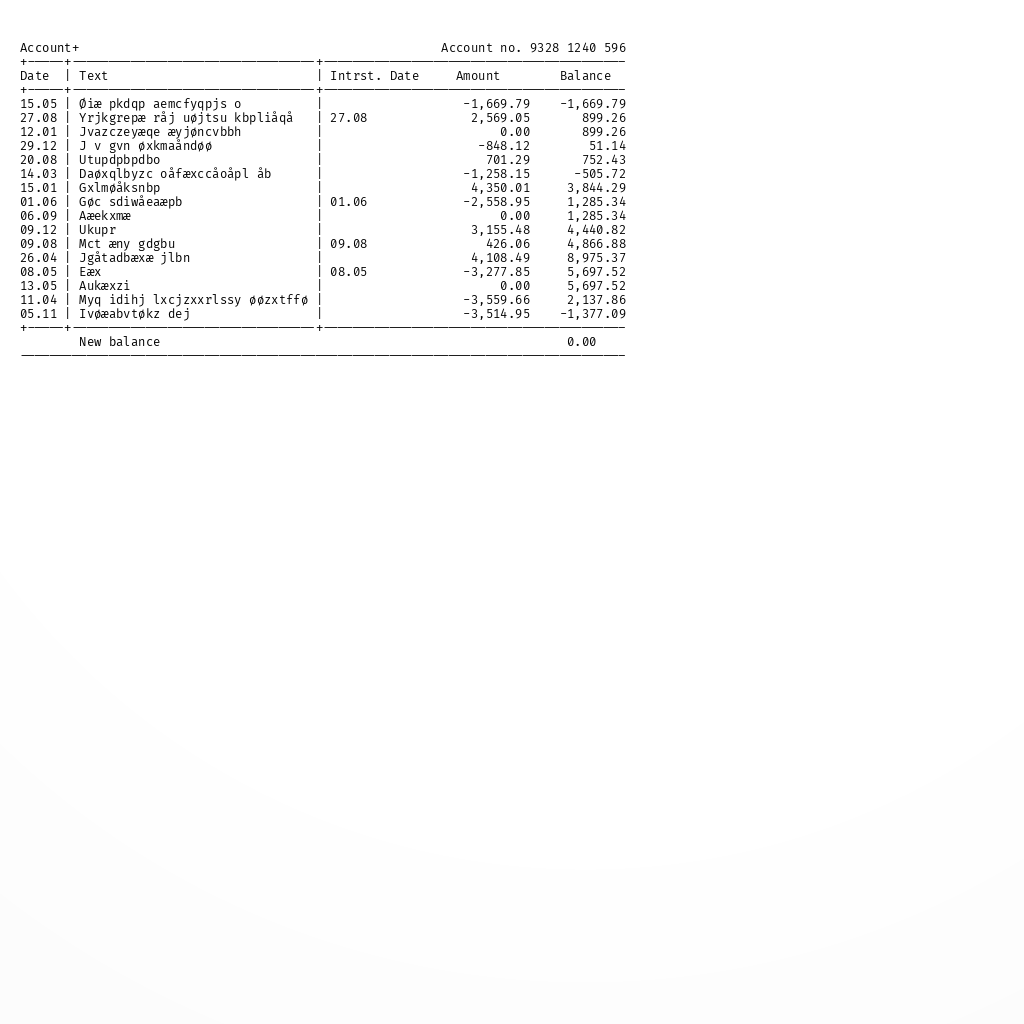 Account+ Account no. 9328 1240 596
+-----+---------------------------------+-----------------------------------------
Date | Text | Intrst. Date Amount Balance
+-----+---------------------------------+-----------------------------------------
15.05 | Øiæ pkdqp aemcfyqpjs o | -1,669.79 -1,669.79
27.08 | Yrjkgrepæ råj uøjtsu kbpliåqå | 27.08 2,569.05 899.26
12.01 | Jvazczeyæqe æyjøncvbbh | 0.00 899.26
29.12 | J v gvn øxkmaåndøø | -848.12 51.14
20.08 | Utupdpbpdbo | 701.29 752.43
14.03 | Daøxqlbyzc oåfæxccåoåpl åb | -1,258.15 -505.72
15.01 | Gxlmøåksnbp | 4,350.01 3,844.29
01.06 | Gøc sdiwåeaæpb | 01.06 -2,558.95 1,285.34
06.09 | Aæekxmæ | 0.00 1,285.34
09.12 | Ukupr | 3,155.48 4,440.82
09.08 | Mct æny gdgbu | 09.08 426.06 4,866.88
26.04 | Jgåtadbæxæ jlbn | 4,108.49 8,975.37
08.05 | Eæx | 08.05 -3,277.85 5,697.52
13.05 | Aukæxzi | 0.00 5,697.52
11.04 | Myq idihj lxcjzxxrlssy øøzxtffø | -3,559.66 2,137.86
05.11 | Ivøæabvtøkz dej | -3,514.95 -1,377.09
+-----+---------------------------------+-----------------------------------------
New balance 0.00
----------------------------------------------------------------------------------